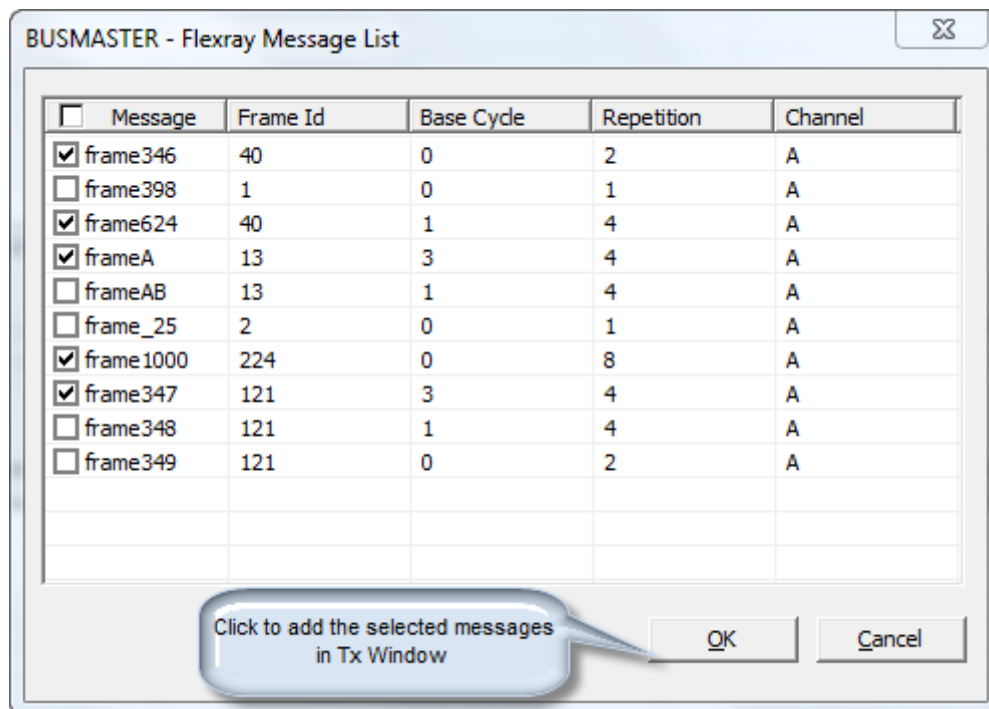 BUSMASTER - Flexray Message List
Message Frame Id Base Cycle Repetition Channel
frame346 40 0 2 A
frame398 1 0 1 A
frame624 40 1 4 A
frameA 13 3 4 A
frameAB 13 1 4 A
frame_25 2 0 1 A
frame1000 224 0 8 A
frame347 121 3 4 A
frame348 121 1 4 A
frame349 121 0 2 A
Click to add the selected messages
in Tx Window
OK
Cancel